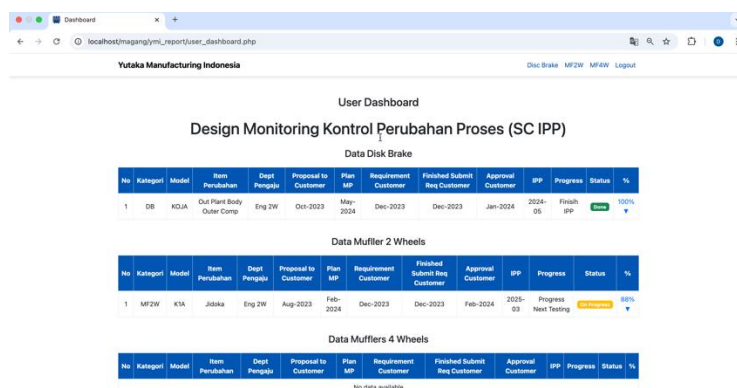 Dashboard
localhost/magang/ymi_report/user_dashboard.php
Yutaka Manufacturing Indonesia
Disc Brake MF2W MF4W Logout
User Dashboard
Design Monitoring Kontrol Perubahan Proses (SC IPP)
Data Disk Brake
No Kategori Model Item Perubahan Dept Pengaju Proposal to Customer Plan MP Requirement Customer Finished Submit Req Customer Approval Customer IPP Progress Status %
1 DB KOJA Out Plant Body Outer Comp Eng 2W Oct-2023 May-2024 Dec-2023 Dec-2023 Jan-2024 2024-05 Finisih IPP Done 100% ▼
Data Mufller 2 Wheels
No Kategori Model Item Perubahan Dept Pengaju Proposal to Customer Plan MP Requirement Customer Finished Submit Req Customer Approval Customer IPP Progress Status %
1 MF2W K1A Jidoka Eng 2W Aug-2023 Feb-2024 Dec-2023 Dec-2023 Feb-2024 2025-03 Progress Next Testing On Progress 88% ▼
Data Mufflers 4 Wheels
No Kategori Model Item Perubahan Dept Pengaju Proposal to Customer Plan MP Requirement Customer Finished Submit Req Customer Approval Customer IPP Progress Status %
No data available